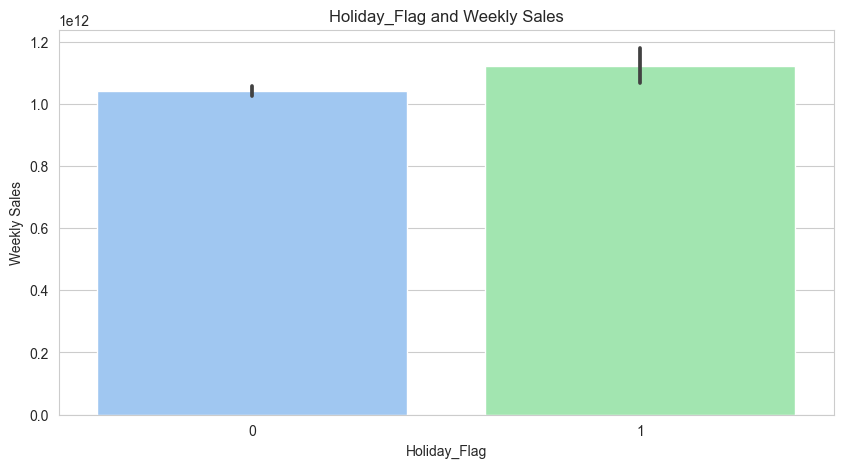 Holiday_Flag and Weekly Sales
1e12
1.2
1.0
0.8
0.6
0.4
0.2
0.0
Weekly Sales
0
1
Holiday_Flag